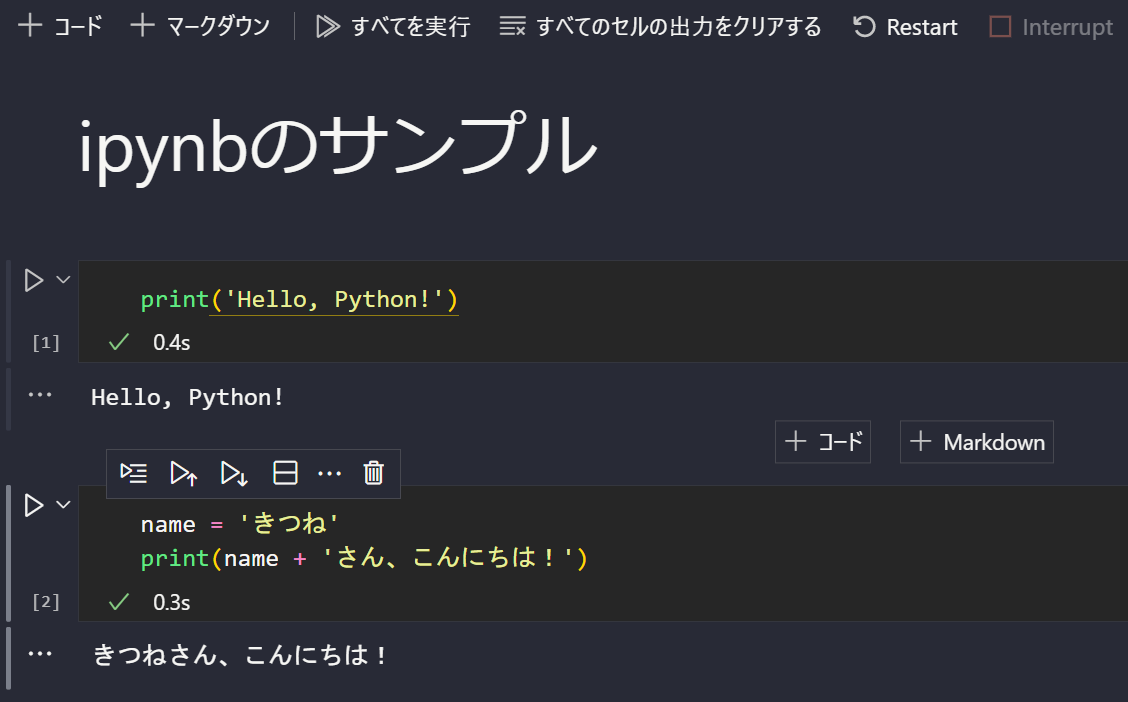 コード マークダウン すべてを実行 すべてのセルの出力をクリアする Restart Interrupt
ipynbのサンプル
print('Hello, Python!')
[1] 0.4s
... Hello, Python!
コード Markdown
...
name = 'きつね'
print(name + 'さん、こんにちは！')
[2] 0.3s
... きつねさん、こんにちは！